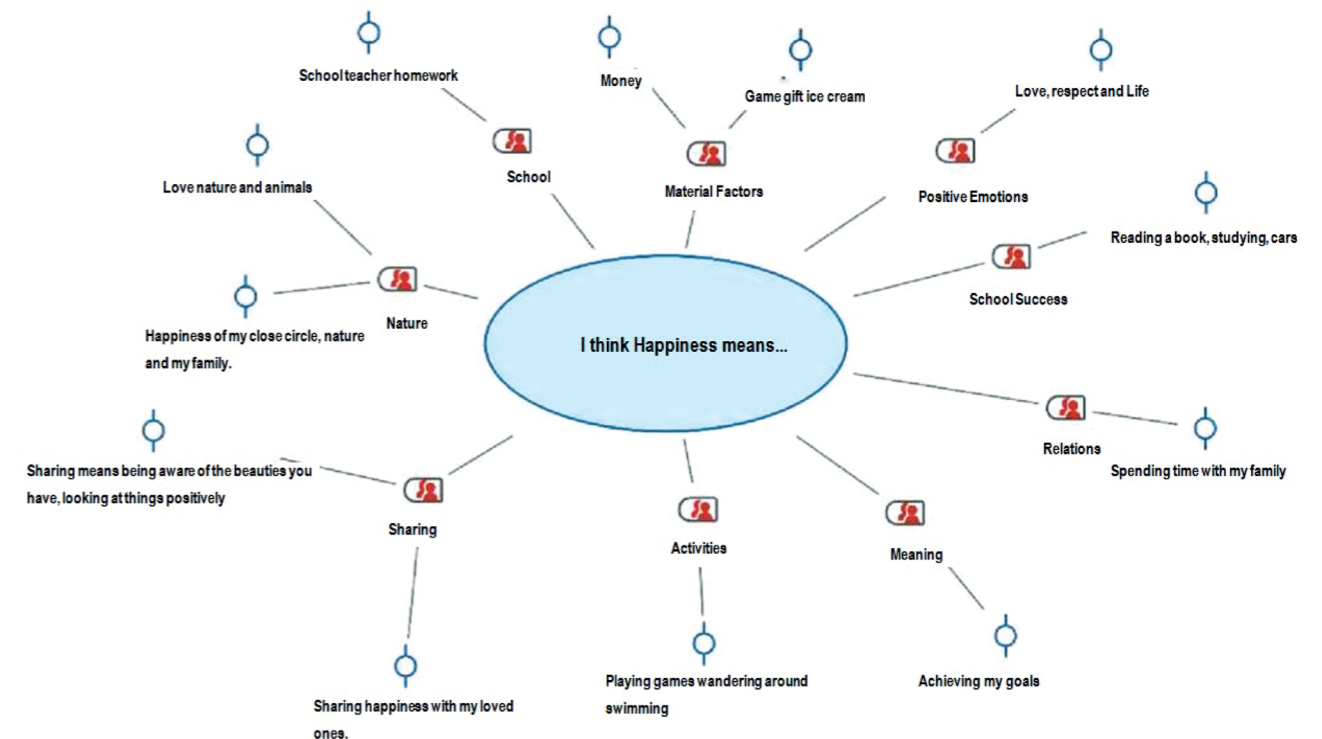 School teacher homework
Money
Game gift ice cream
Love, respect and Life
School
Material Factors
Positive Emotions
Love nature and animals
Reading a book, studying, cars
School Success
Nature
Happiness of my close circle, nature
and my family.
I think Happiness means...
Relations
Spending time with my family
Sharing means being aware of the beauties you
have, looking at things positively
Sharing
Activities
Meaning
Sharing happiness with my loved
ones.
Playing games wandering around
swimming
Achieving my goals